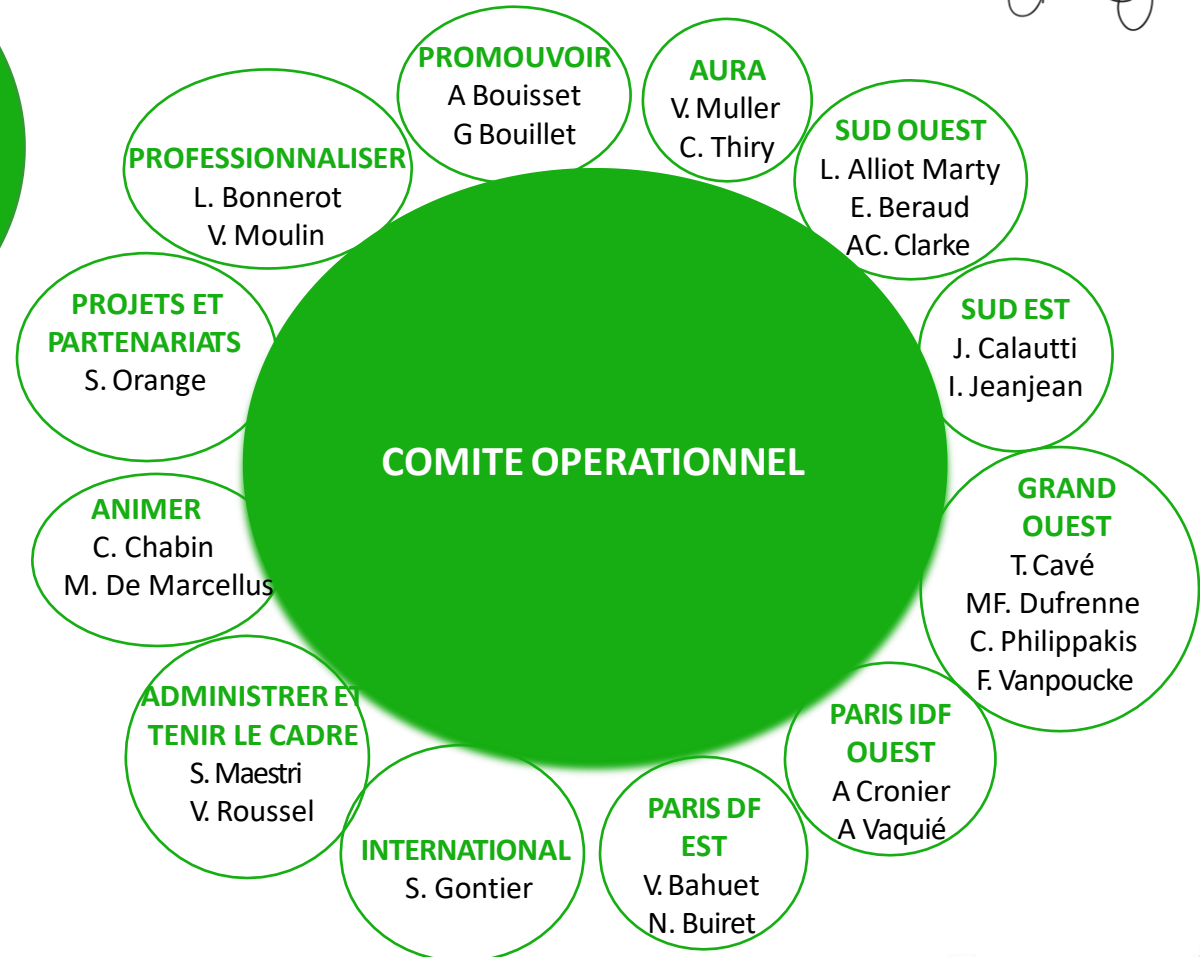 PROMOUVOIR
A Bouisset
G Bouillet
AURA
V. Muller
C. Thiry
SUD OUEST
L. Alliot Marty
E. Beraud
AC. Clarke
SUD EST
J. Calautti
I. Jeanjean
GRAND
OUEST
T. Cavé
MF. Dufrenne
C. Philippakis
F. Vanpoucke
PARIS IDF
OUEST
A Cronier
A Vaquié
PARIS DF
EST
V. Bahuet
N. Buiret
INTERNATIONAL
S. Gontier
ADMINISTRER ET
TENIR LE CADRE
S. Maestri
V. Roussel
ANIMER
C. Chabin
M. De Marcellus
PROJETS ET
PARTENARIATS
S. Orange
PROFESSIONNALISER
L. Bonnerot
V. Moulin
COMITE OPERATIONNEL